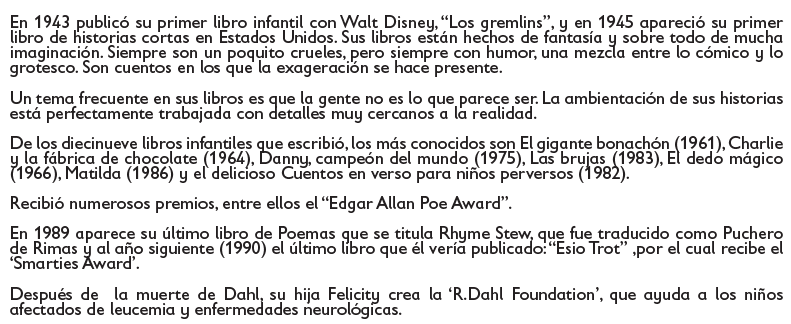 En 1943 publicó su primer libro infantil con Walt Disney, “Los gremlins”, y en 1945 apareció su primer
libro de historias cortas en Estados Unidos. Sus libros están hechos de fantasía y sobre todo de mucha
imaginación. Siempre son un poquito crueles, pero siempre con humor, una mezcla entre lo cómico y lo
grotesco. Son cuentos en los que la exageración se hace presente.
Un tema frecuente en sus libros es que la gente no es lo que parece ser. La ambientación de sus historias
está perfectamente trabajada con detalles muy cercanos a la realidad.
De los diecinueve libros infantiles que escribió, los más conocidos son El gigante bonachón (1961), Charlie
y la fábrica de chocolate (1964), Danny, campeón del mundo (1975), Las brujas (1983), El dedo mágico
(1966), Matilda (1986) y el delicioso Cuentos en verso para niños perversos (1982).
Recibió numerosos premios, entre ellos el “Edgar Allan Poe Award”.
En 1989 aparece su último libro de Poemas que se titula Rhyme Stew, que fue traducido como Puchero
de Rimas y al año siguiente (1990) el último libro que él vería publicado: “Esio Trot” ,por el cual recibe el
‘Smarties Award’.
Después de  la muerte de Dahl, su hija Felicity crea la ‘R.Dahl Foundation’, que ayuda a los niños
afectados de leucemia y enfermedades neurológicas.